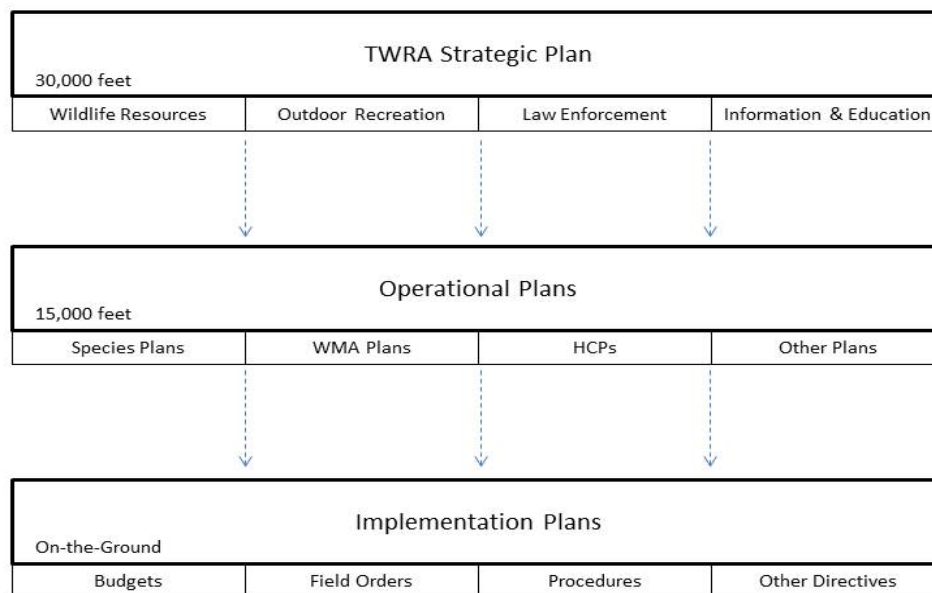 TWRA Strategic Plan
30,000 feet
Wildlife Resources
Outdoor Recreation
Law Enforcement
Information & Education
Operational Plans
15,000 feet
Species Plans
WMA Plans
HCPs
Other Plans
Implementation Plans
On-the-Ground
Budgets
Field Orders
Procedures
Other Directives